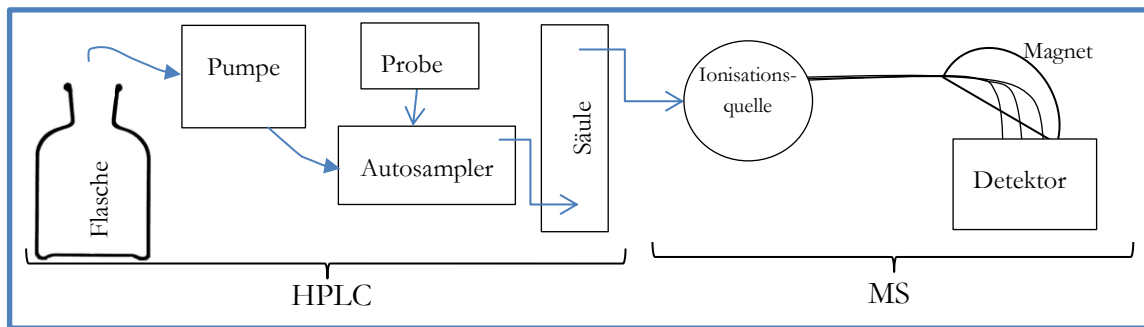 Flasche
Pumpe
Probe
Autosampler
Säule
Ionisations-
quelle
Magnet
Detektor
HPLC
MS